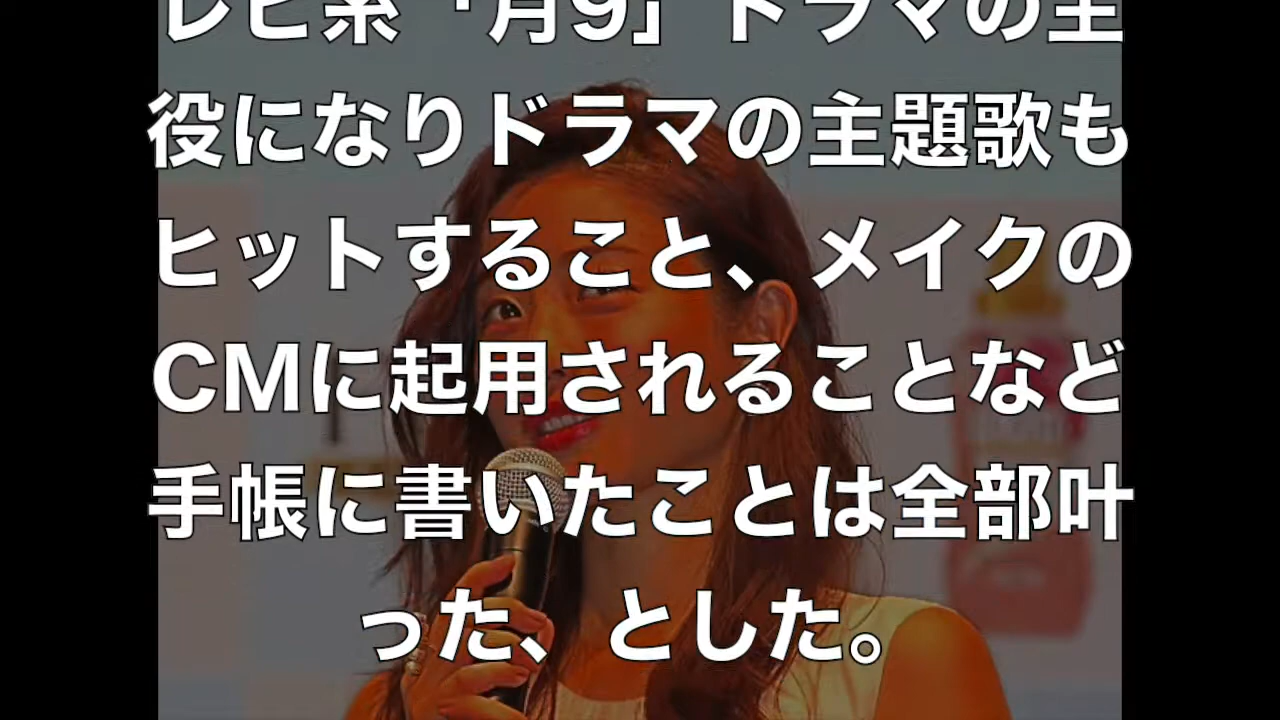 レビ系「月9」ドラマの主
役になりドラマの主題歌も
ヒットすること、メイクの
CMに起用されることなど
手帳に書いたことは全部叶
った、とした。